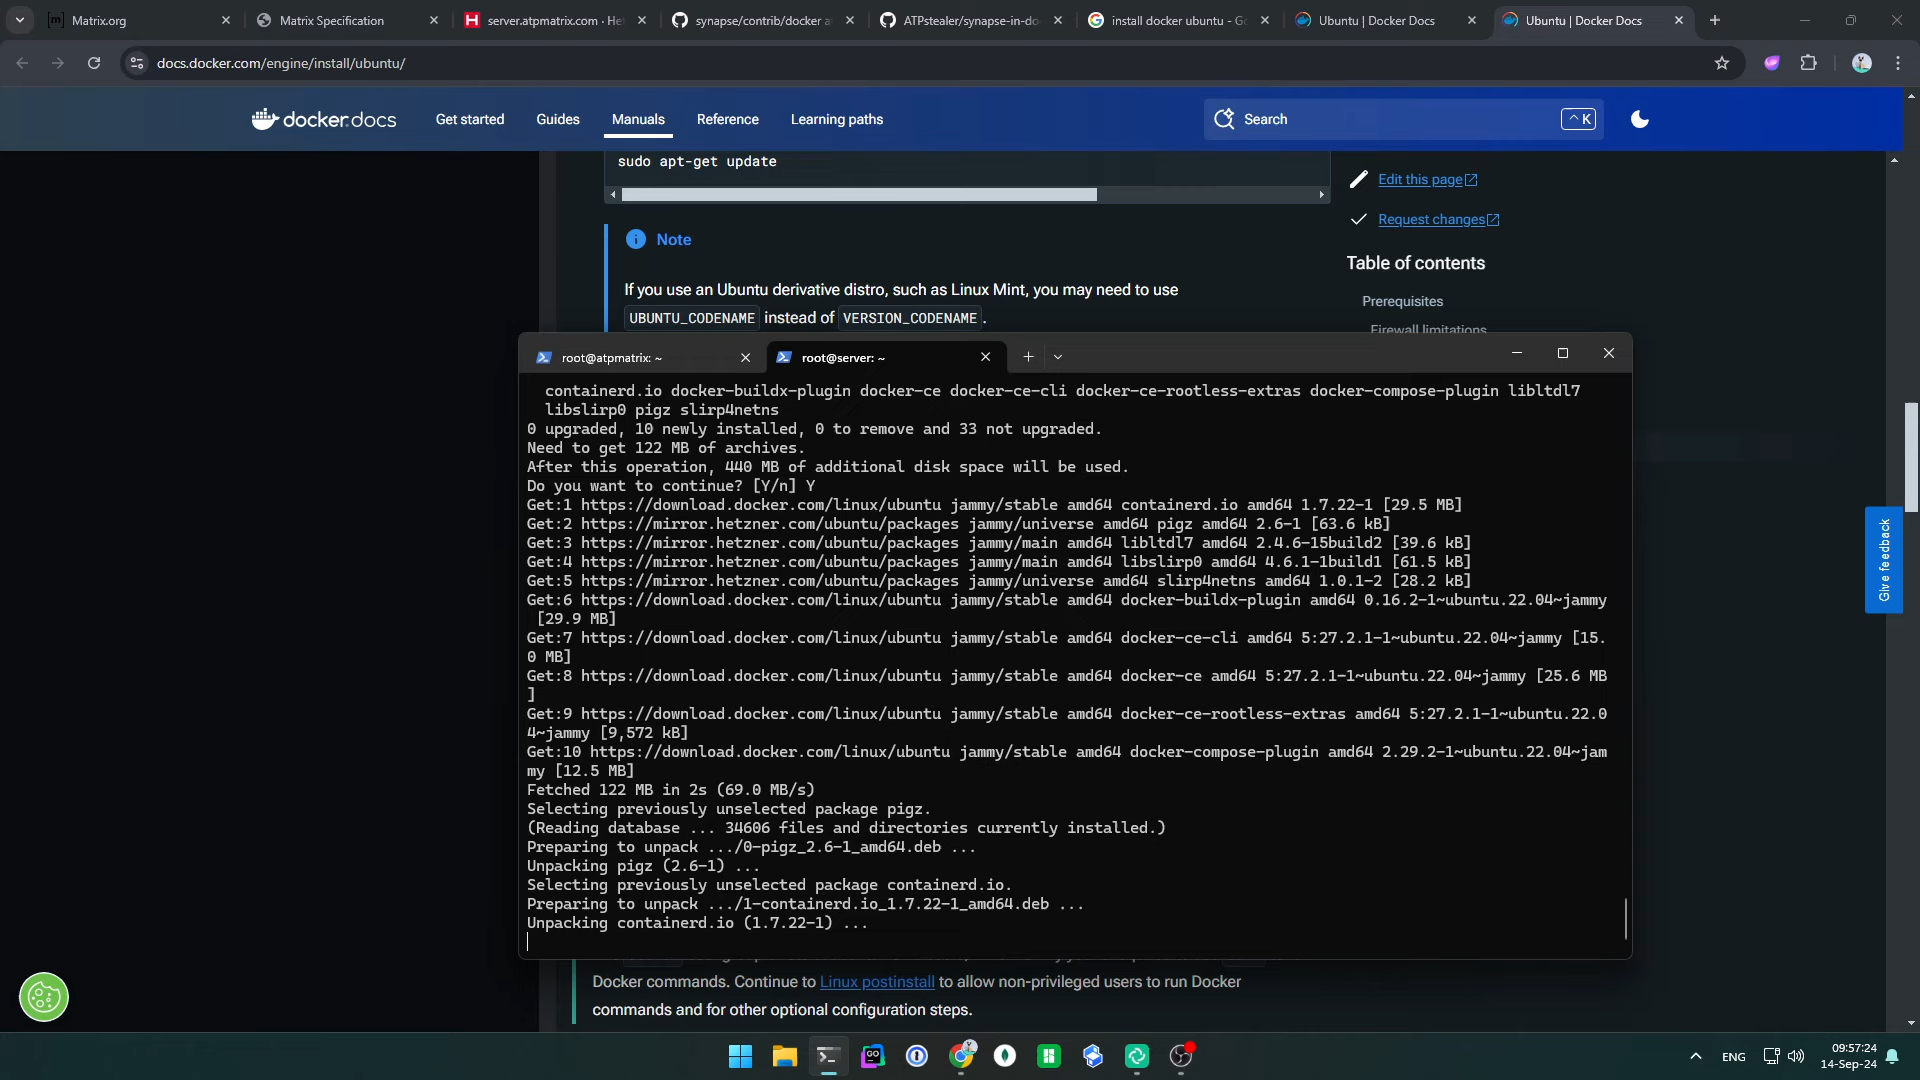 Matrix.org
Matrix Specification
server.atpmatrix.com - He
synapse/contrib/docker a
ATPstealer/synapse-in-do
install docker ubuntu - Go
Ubuntu | Docker Docs
Ubuntu | Docker Docs
docs.docker.com/engine/install/ubuntu/
docker.docs
Get started
Guides
Manuals
Reference
Learning paths
Search
^ K
sudo apt-get update
Edit this page
Request changes
Note
Table of contents
If you use an Ubuntu derivative distro, such as Linux Mint, you may need to use
UBUNTU_CODENAME instead of VERSION_CODENAME.
Prerequisites
Firewall limitations
root@atpmatrix: ~
root@server: ~
containerd.io docker-buildx-plugin docker-ce docker-ce-cli docker-ce-rootless-extras docker-compose-plugin libltdl7
libslirp0 pigz slirp4netns
0 upgraded, 10 newly installed, 0 to remove and 33 not upgraded.
Need to get 122 MB of archives.
After this operation, 440 MB of additional disk space will be used.
Do you want to continue? [Y/n] Y
Get:1 https://download.docker.com/linux/ubuntu jammy/stable amd64 containerd.io amd64 1.7.22-1 [29.5 MB]
Get:2 https://mirror.hetzner.com/ubuntu/packages jammy/universe amd64 pigz amd64 2.6-1 [63.6 kB]
Get:3 https://mirror.hetzner.com/ubuntu/packages jammy/main amd64 libltdl7 amd64 2.4.6-15build2 [39.6 kB]
Get:4 https://mirror.hetzner.com/ubuntu/packages jammy/main amd64 libslirp0 amd64 4.6.1-1build1 [61.5 kB]
Get:5 https://mirror.hetzner.com/ubuntu/packages jammy/universe amd64 slirp4netns amd64 1.0.1-2 [28.2 kB]
Get:6 https://download.docker.com/linux/ubuntu jammy/stable amd64 docker-buildx-plugin amd64 0.16.2-1~ubuntu.22.04~jammy
[29.9 MB]
Get:7 https://download.docker.com/linux/ubuntu jammy/stable amd64 docker-ce-cli amd64 5:27.2.1-1~ubuntu.22.04~jammy [15.
0 MB]
Get:8 https://download.docker.com/linux/ubuntu jammy/stable amd64 docker-ce amd64 5:27.2.1-1~ubuntu.22.04~jammy [25.6 MB
]
Get:9 https://download.docker.com/linux/ubuntu jammy/stable amd64 docker-ce-rootless-extras amd64 5:27.2.1-1~ubuntu.22.0
4~jammy [9,572 kB]
Get:10 https://download.docker.com/linux/ubuntu jammy/stable amd64 docker-compose-plugin amd64 2.29.2-1~ubuntu.22.04~jam
my [12.5 MB]
Fetched 122 MB in 2s (69.0 MB/s)
Selecting previously unselected package pigz.
(Reading database ... 34606 files and directories currently installed.)
Preparing to unpack .../0-pigz_2.6-1_amd64.deb ...
Unpacking pigz (2.6-1) ...
Selecting previously unselected package containerd.io.
Preparing to unpack .../1-containerd.io_1.7.22-1_amd64.deb ...
Unpacking containerd.io (1.7.22-1) ...
Give feedback
Docker commands. Continue to Linux postinstall to allow non-privileged users to run Docker
commands and for other optional configuration steps.
GO
ENG
09:57:24
14-Sep-24